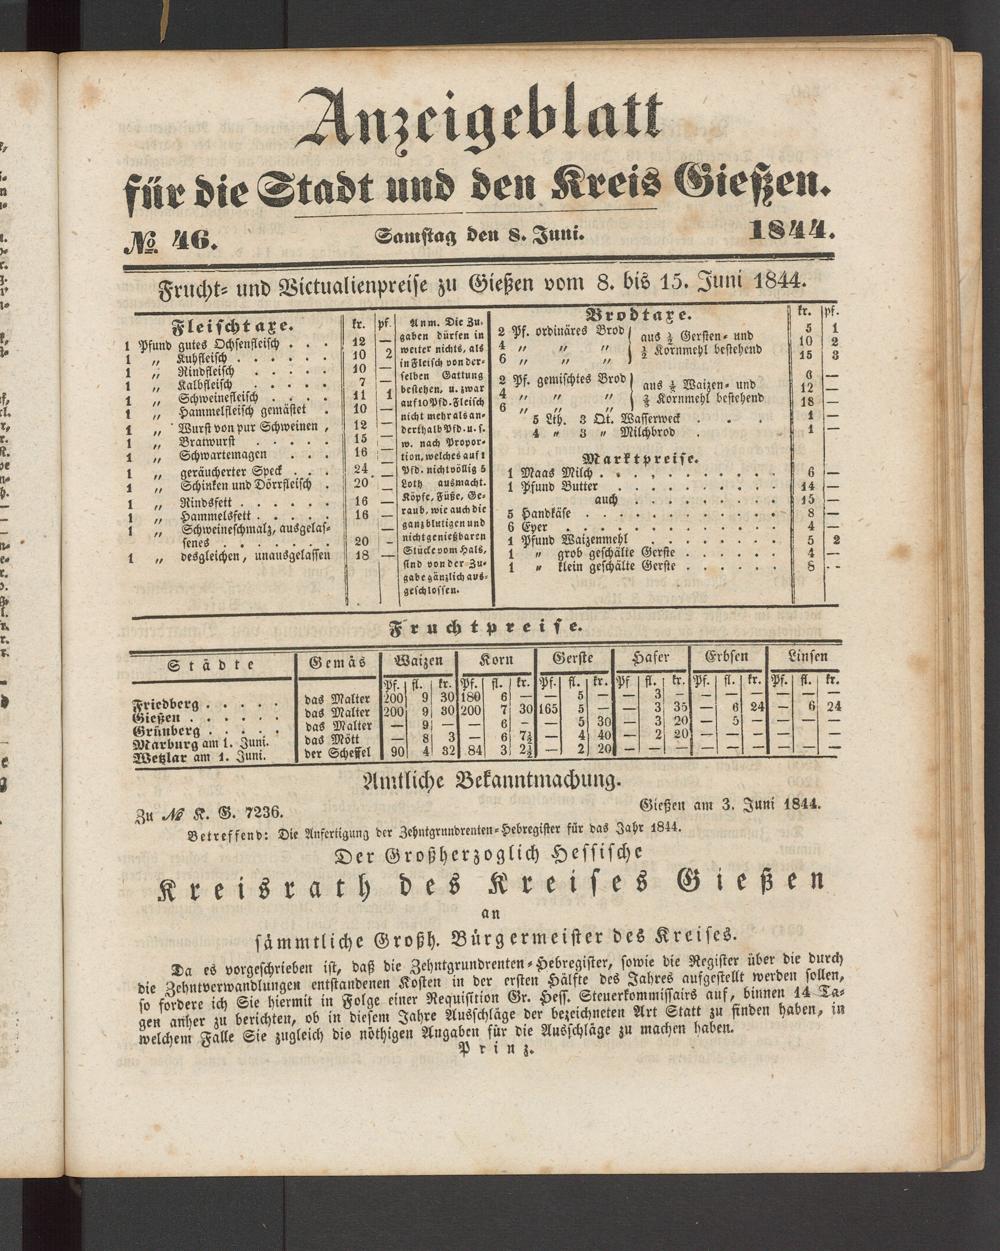 Anzeigeblatt
für die Stadt und den Kreis Gießen.
№ 46. Samstag den 8. Juni. 1844.
Frucht= und Victualienpreise zu Gießen vom 8. bis 15. Juni 1844.
Fleischtaxe. kr. pf.
1 Pfund gutes Ochsenfleisch . . . 12 —
1 „ Kuhfleisch . . . . . 10 2
1 „ Rindfleisch . . . . . 10 —
1 „ Kalbfleisch . . . . . 7 —
1 „ Schweinefleisch . . . . 11 1
1 „ Hammelfleisch gemästet . 10 —
1 „ Wurst von pur Schweinen , 12 —
1 „ Bratwurst . . . . . 15 —
1 „ Schwartemagen . . . 16 —
1 „ geräucherter Speck . . . 24 —
1 „ Schinken und Dörrfleisch . 20 —
1 „ Rindsfett . . . . . 16 —
1 „ Hammelsfett . . . . . 16 —
1 „ Schweineschmalz, ausgelas=
senes . . . . . . . 20 -
1 „ desgleichen, unausgelassen 18 —
Anm. Die Zu.
gaben dürfen in
weiter nichts, als
in Fleisch von der-
selben Gattung
bestehen, u. zwar
auf 10 Pfd. Fleisch
nicht mehr als an-
derthalb Pfd. u. s.
w. nach Propor-
tion, welches auf 1
Pfd. nicht völlig 5
Loth ausmacht.
Köpfe, Füße, Ge-
raub, wie auch die
ganz blutigen und
nicht genießbaren
Stücke vom Hals,
sind von der Zu-
gabe gänzlich aus-
geschlossen.
Brodtaxe. kr. pf.
2 Pf. ordinäres Brod aus ½ Gersten- und 5 1
4 „ „ „ ½ Kornmehl bestehend 10 2
6 „ „ „ 15 3
2 Pf. gemischtes Brod aus Waizen- und 6 —
4 „ „ „ Kornmehl bestehend 12 —
6 „ „ „ 18 —
5 Lth. 3 Qt. Wasserweck . . . 1 —
4 „ 3 „ Milchbrod . . 1 —
Marktpreise.
1 Maas Milch . . . . . . . . 6 —
1 Pfund Butter . . . . . . . 14 —
auch . . . . . . . 15 —
5 Handkäse . . . . . . . . 8 —
6 Eyer . . . . . . . . . 4 —
1 Pfund Waizenmehl . . . . . . 5 2
1 „ grob geschälte Gerste . . . . . 4 —
1 „ klein geschälte Gerste . . . . . . 8 --
Fruchtpreise.
Städte Gemäs Waizen Korn Gerste Hafer Erbsen Linsen
Pf. fl. kr. Pf. fl. kr. Pf. fl. kr. Pf fl. kr. Pf. fl. kr. Pf. fl. kr.
Friedberg . . . . . das Malter 200 9 30 180 6 — — 5 — — 3 — — — — — — —
Gießen . . . . . . das Malter 200 9 30 200 7 30 165 5 — — 3 35 — 6 24 — 6 24
Grünberg . . . . . das Malter — 9 — — 6 - — 5 30 — 3 20 — 5 — — — —
Marburg am 1. Juni. das Mött — 8 3 — 6 7½ — 4 40 — 2 20 — — — — — —
Wetzlar am 1. Juni. der Scheffel 90 4 32 84 3 2½ — 2 20 — — — — — — — — —
Amtliche Bekanntmachung.
Zu № K. G. 7236. Gießen am 3. Juni 1844.
Betreffend: Die Anfertigung der Zehntgrundrenten=Hebregister für das Jahr 1844.
Der Großherzoglich Hessische
Kreisrath des Kreises Gießen
an
sämmtliche Großh. Bürgermeister des Kreises.
Da es vorgeschrieben ist, daß die Zehntgrundrenten=Hebregister, sowie die Register über die durch
die Zehntverwandlungen entstandenen Kosten in der ersten Hälfte des Jahres aufgestellt werden sollen,
so fordere ich Sie hiermit in Folge einer Requisition Gr. Hess. Steuerkommissairs auf, binnen 14 Ta=
gen anher zu berichten, ob in diesem Jahre Ausschläge der bezeichneten Art Statt zu finden haben, in
welchem Falle Sie zugleich die nöthigen Angaben für die Ausschläge zu machen haben.
Prinz.